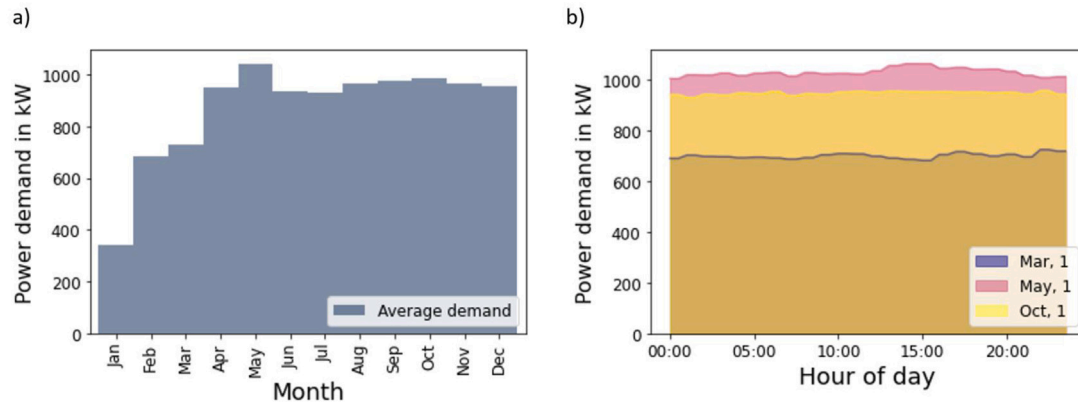 a)
Power demand in kW
1000
800
600
400
200
0
Average demand
Jan
Feb
Mar
Apr
May
Jun
Jul
Aug
Sep
Oct
Nov
Dec
Month
b)
Power demand in kW
1000
800
600
400
200
0
Mar, 1
May, 1
Oct, 1
00:00
05:00
10:00
15:00
20:00
Hour of day